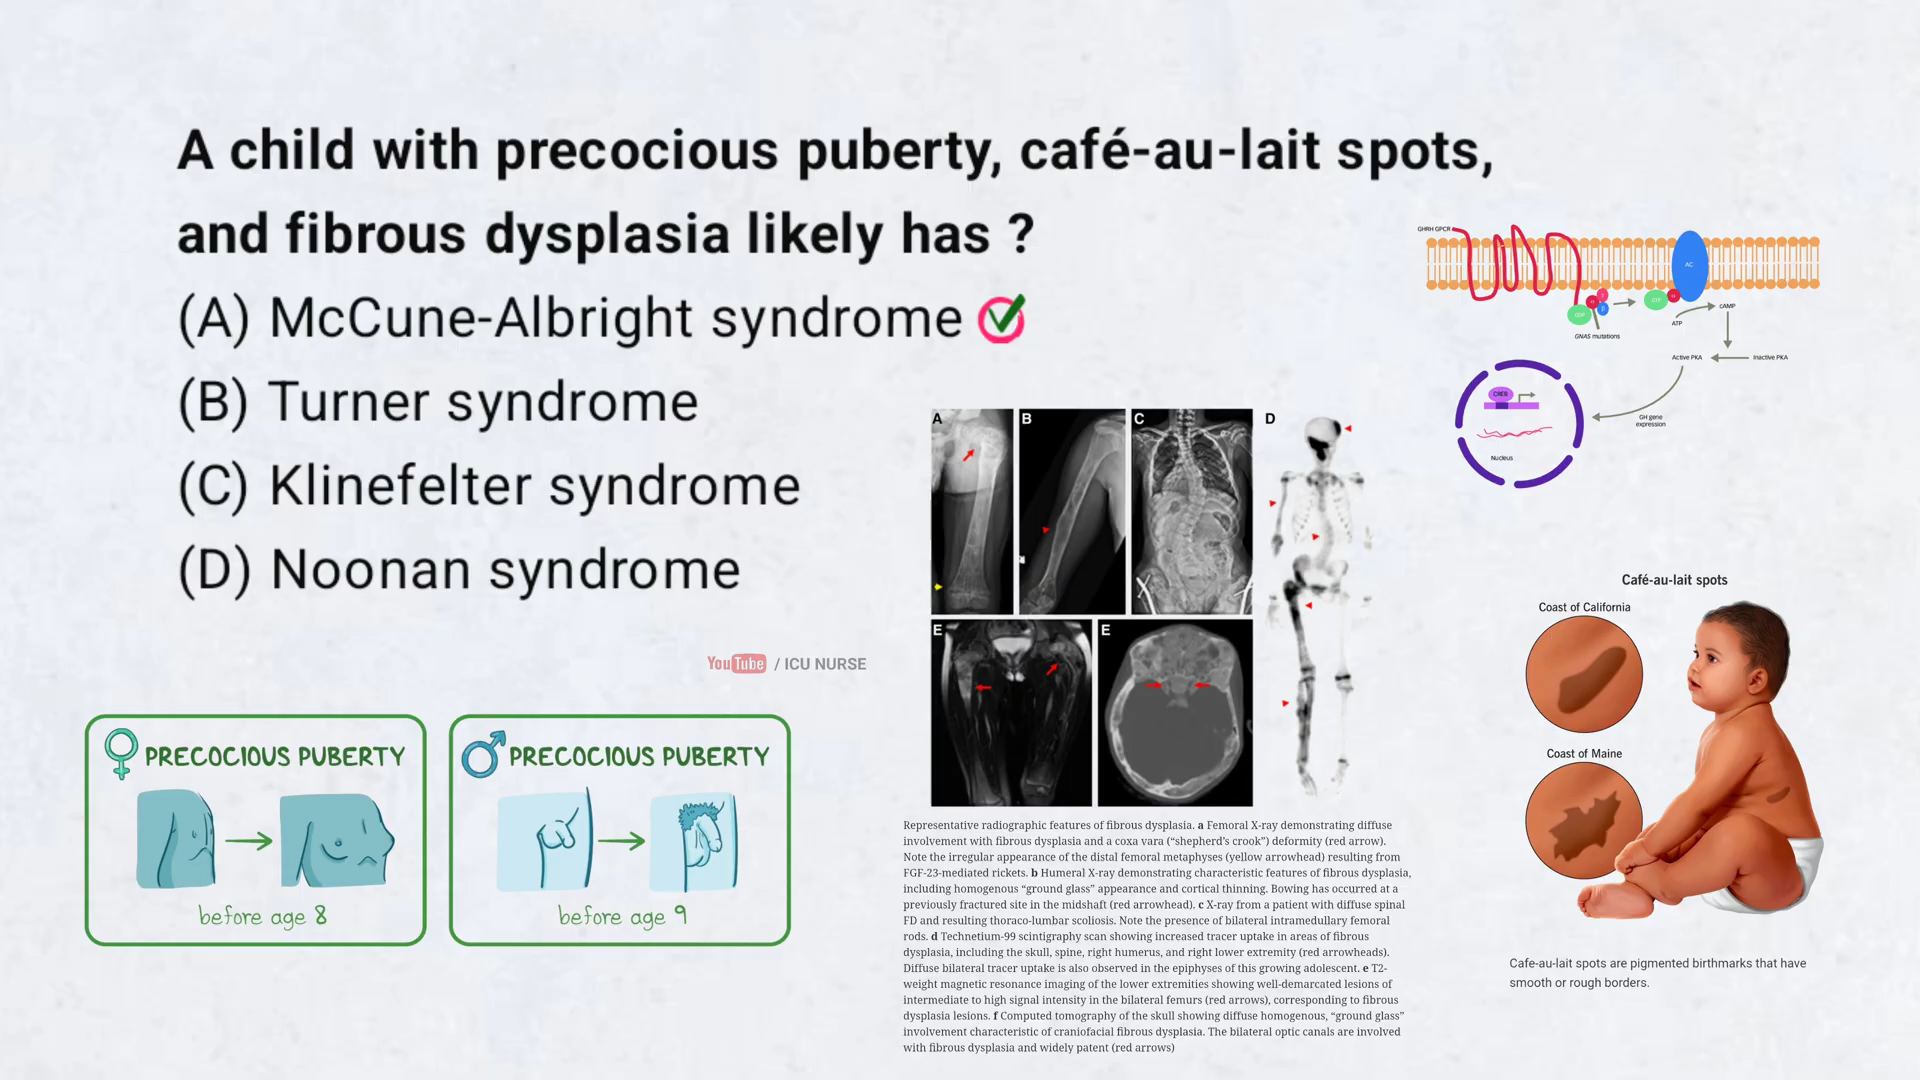 A child with precocious puberty, café-au-lait spots,
and fibrous dysplasia likely has ?
(A) McCune-Albright syndrome
(B) Turner syndrome
(C) Klinefelter syndrome
(D) Noonan syndrome
YouTube / ICU NURSE
PRECOCIOUS PUBERTY
before age 8
PRECOCIOUS PUBERTY
before age 9
A
B
C
D
E
E
Representative radiographic features of fibrous dysplasia. a Femoral X-ray demonstrating diffuse
involvement with fibrous dysplasia and a coxa vara (“shepherd’s crook”) deformity (red arrow).
Note the irregular appearance of the distal femoral metaphyses (yellow arrowhead) resulting from
FGF-23-mediated rickets. b Humeral X-ray demonstrating characteristic features of fibrous dysplasia,
including homogenous “ground glass” appearance and cortical thinning. Bowing has occurred at a
previously fractured site in the midshaft (red arrowhead). c X-ray from a patient with diffuse spinal
FD and resulting thoraco-lumbar scoliosis. Note the presence of bilateral intramedullary femoral
rods. d Technetium-99 scintigraphy scan showing increased tracer uptake in areas of fibrous
dysplasia, including the skull, spine, right humerus, and right lower extremity (red arrowheads).
Diffuse bilateral tracer uptake is also observed in the epiphyses of this growing adolescent. e T2-
weight magnetic resonance imaging of the lower extremities showing well-demarcated lesions of
intermediate to high signal intensity in the bilateral femurs (red arrows), corresponding to fibrous
dysplasia lesions. f Computed tomography of the skull showing diffuse homogenous, “ground glass”
involvement characteristic of craniofacial fibrous dysplasia. The bilateral optic canals are involved
with fibrous dysplasia and widely patent (red arrows)
GHRH GPCR
AC
α
γ
β
GDP
GTP
α
GNAS mutations
ATP
cAMP
Active PKA
Inactive PKA
CREB
GH gene
expression
Nucleus
Café-au-lait spots
Coast of California
Coast of Maine
Cafe-au-lait spots are pigmented birthmarks that have
smooth or rough borders.